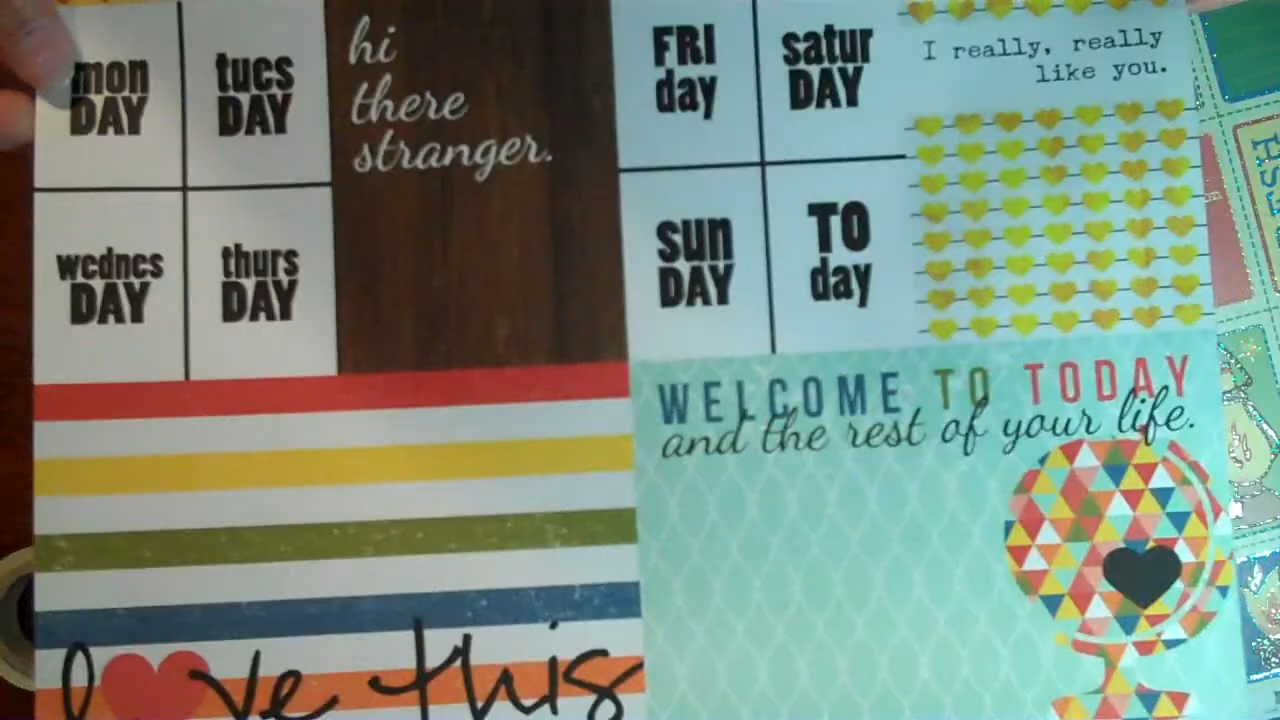 mon
DAY
tues
DAY
wednes
DAY
thurs
DAY
hi
there
stranger.
FRI
day
satur
DAY
sun
DAY
TO
day
I really, really
like you.
WELCOME TO TODAY
and the rest of your life.
love this